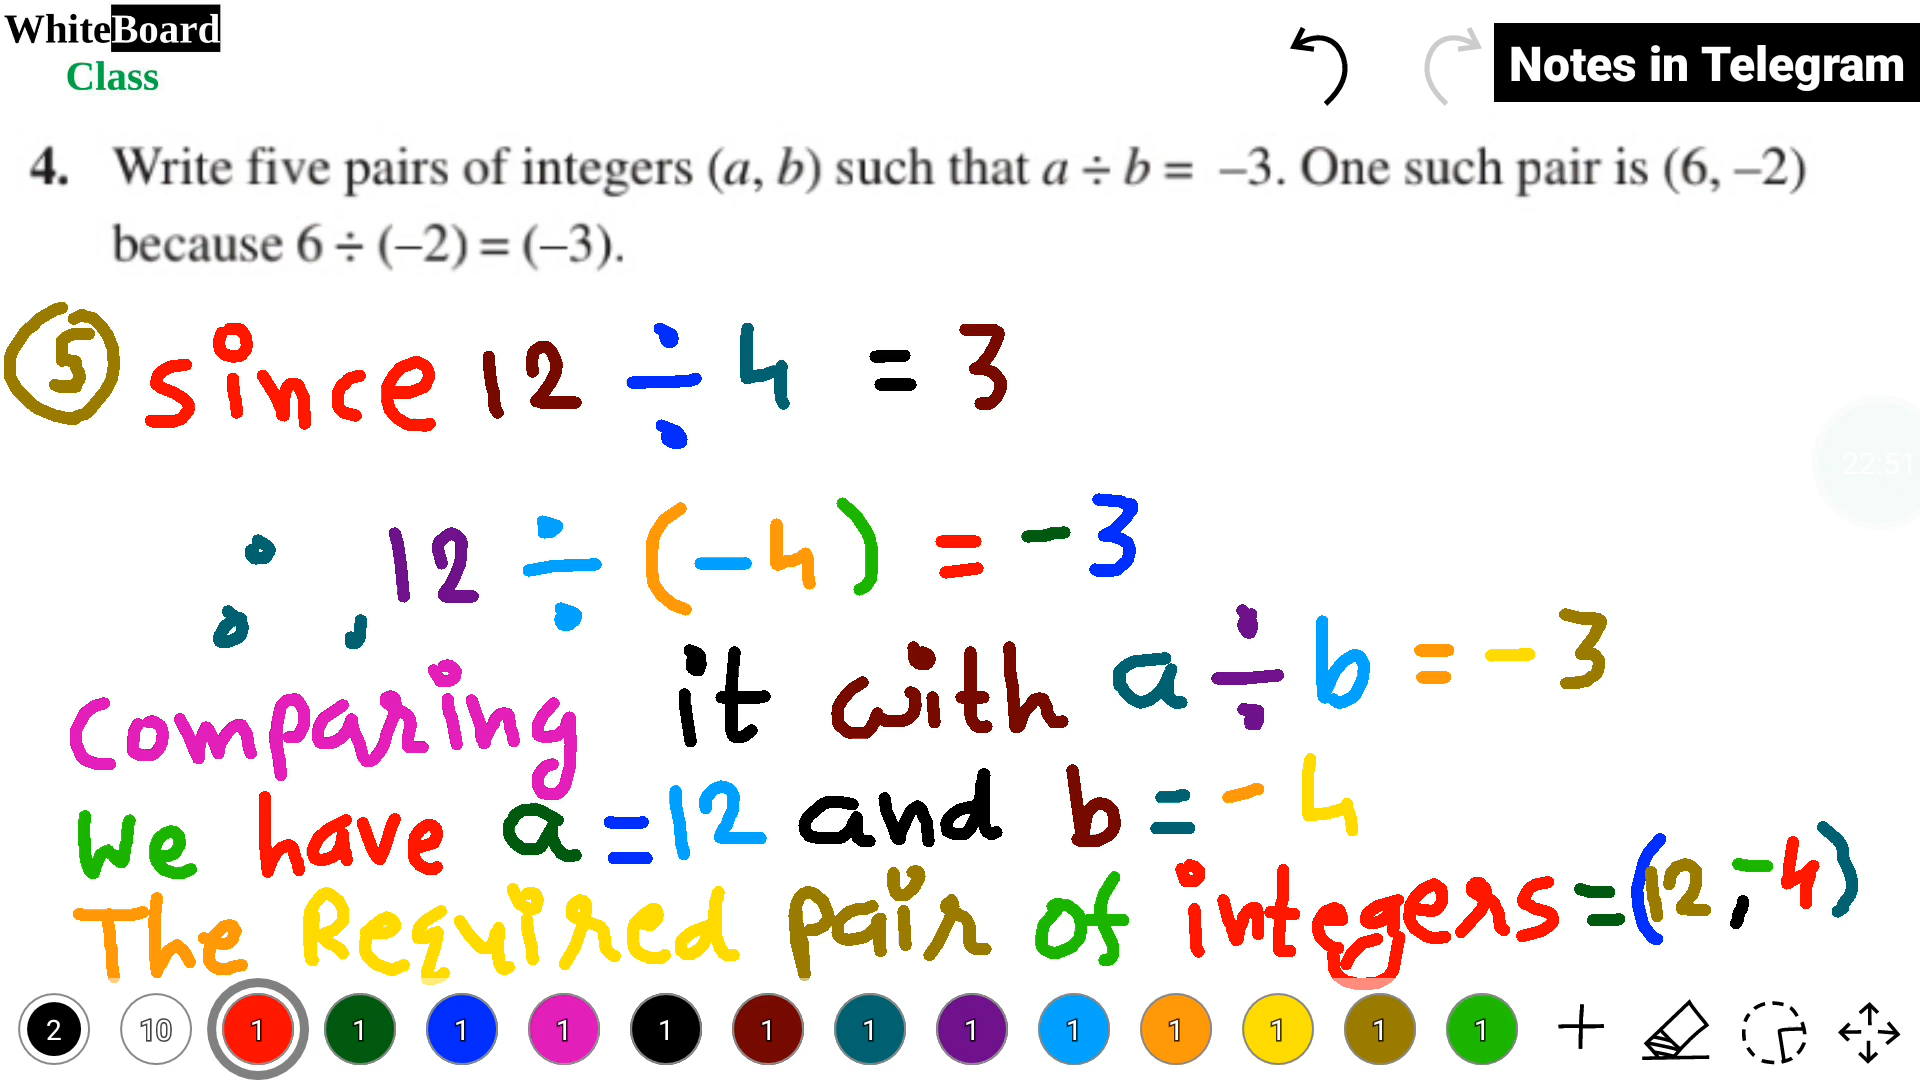 WhiteBoard
Class
Notes in Telegram
4. Write five pairs of integers (a, b) such that a ÷ b = –3. One such pair is (6, –2)
because 6 ÷ (–2) = (–3).
5 since 12 ÷ 4 = 3
∴, 12 ÷ (-4) = -3
Comparing it with a ÷ b = -3
We have a = 12 and b = -4
The Required pair of integers = (12, -4)
22:51
2 10 1 1 1 1 1 1 1 1 1 1 1 1 1